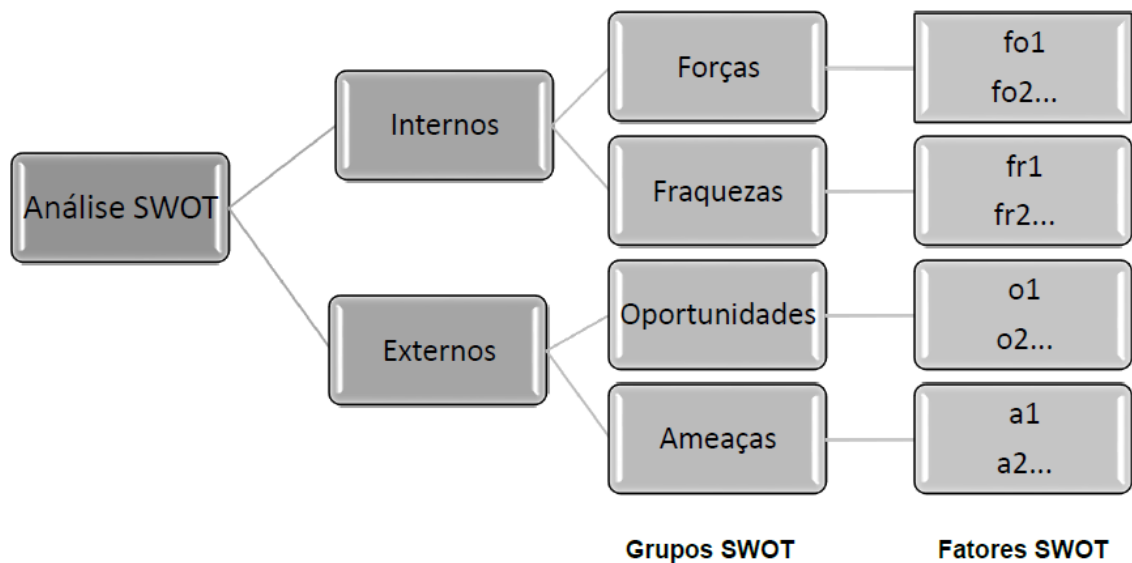 Análise SWOT
Internos
Externos
Forças
Fraquezas
Oportunidades
Ameaças
fo1
fo2...
fr1
fr2...
o1
o2...
a1
a2...
Grupos SWOT
Fatores SWOT